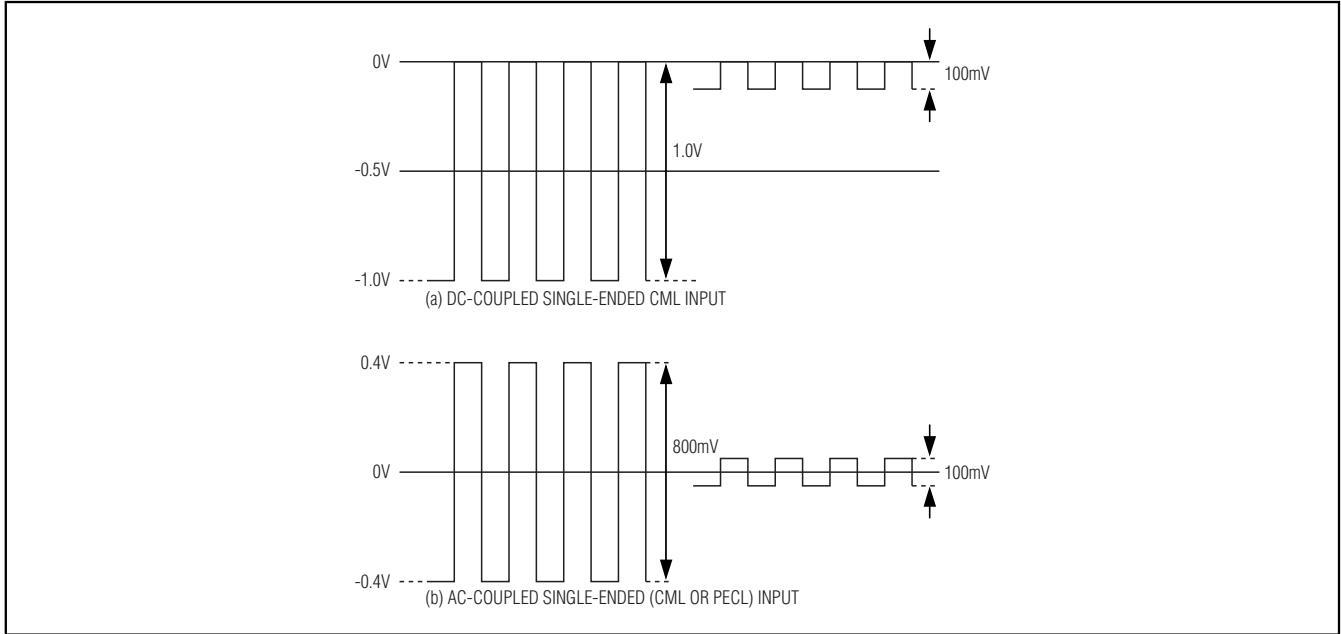 0V
100mV
1.0V
-0.5V
-1.0V
(a) DC-COUPLED SINGLE-ENDED CML INPUT
0.4V
800mV
0V
100mV
-0.4V
(b) AC-COUPLED SINGLE-ENDED (CML OR PECL) INPUT